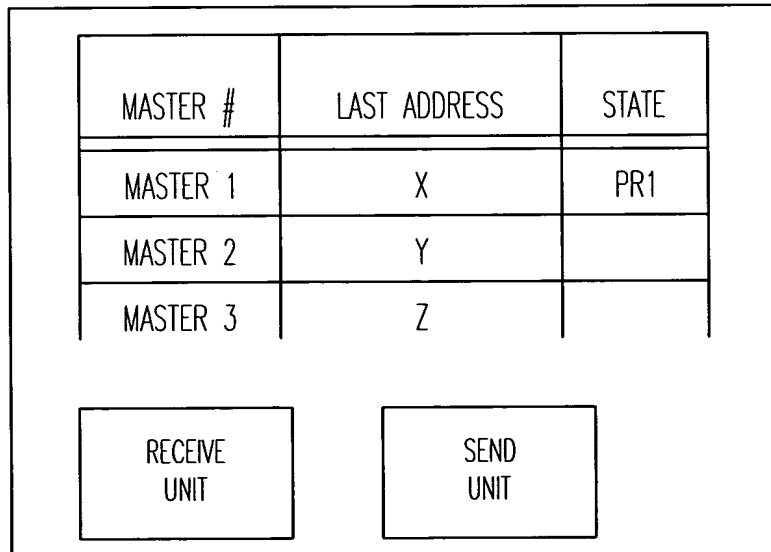 MASTER # LAST ADDRESS STATE
MASTER 1 X PR1
MASTER 2 Y
MASTER 3 Z
RECEIVE
UNIT
SEND
UNIT